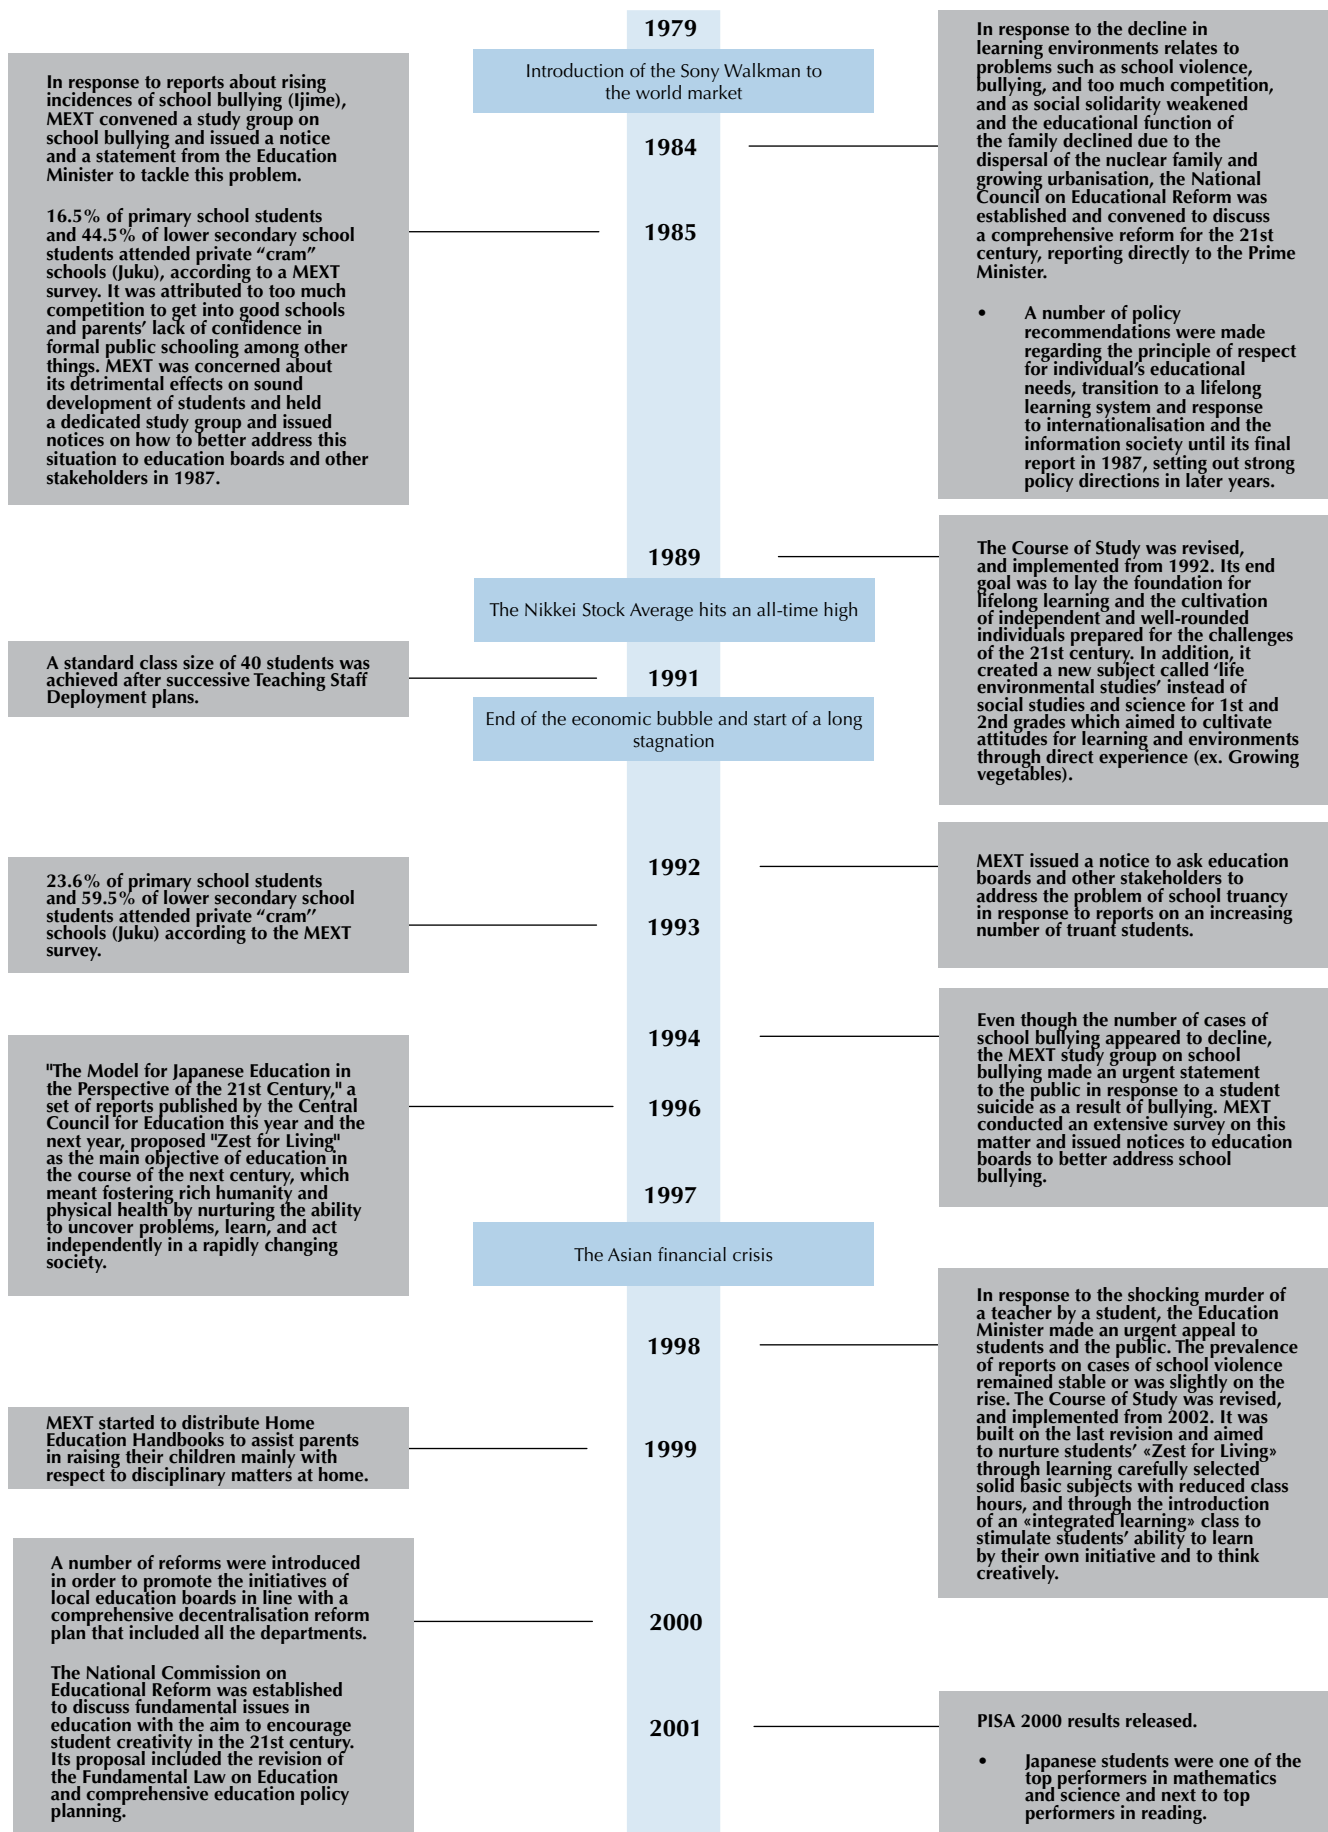 1979
Introduction of the Sony Walkman to
the world market
In response to the decline in
learning environments relates to
problems such as school violence,
bullying, and too much competition,
and as social solidarity weakened
and the educational function of
the family declined due to the
dispersal of the nuclear family and
growing urbanisation, the National
Council on Educational Reform was
established and convened to discuss
a comprehensive reform for the 21st
century, reporting directly to the Prime
Minister.
• A number of policy
recommendations were made
regarding the principle of respect
for individual's educational
needs, transition to a lifelong
learning system and response
to internationalisation and the
information society until its final
report in 1987, setting out strong
policy directions in later years.
1984
In response to reports about rising
incidences of school bullying (Ijime),
MEXT convened a study group on
school bullying and issued a notice
and a statement from the Education
Minister to tackle this problem.
16.5% of primary school students
and 44.5% of lower secondary school
students attended private “cram”
schools (Juku), according to a MEXT
survey. It was attributed to too much
competition to get into good schools
and parents’ lack of confidence in
formal public schooling among other
things. MEXT was concerned about
its detrimental effects on sound
development of students and held
a dedicated study group and issued
notices on how to better address this
situation to education boards and other
stakeholders in 1987.
1985
1989
The Nikkei Stock Average hits an all-time high
The Course of Study was revised,
and implemented from 1992. Its end
goal was to lay the foundation for
lifelong learning and the cultivation
of independent and well-rounded
individuals prepared for the challenges
of the 21st century. In addition, it
created a new subject called ‘life
environmental studies’ instead of
social studies and science for 1st and
2nd grades which aimed to cultivate
attitudes for learning and environments
through direct experience (ex. Growing
vegetables).
A standard class size of 40 students was
achieved after successive Teaching Staff
Deployment plans.
1991
End of the economic bubble and start of a long
stagnation
1992
MEXT issued a notice to ask education
boards and other stakeholders to
address the problem of school truancy
in response to reports on an increasing
number of truant students.
23.6% of primary school students
and 59.5% of lower secondary school
students attended private “cram’’
schools (Juku) according to the MEXT
survey.
1993
1994
Even though the number of cases of
school bullying appeared to decline,
the MEXT study group on school
bullying made an urgent statement
to the public in response to a student
suicide as a result of bullying. MEXT
conducted an extensive survey on this
matter and issued notices to education
boards to better address school
bullying.
"The Model for Japanese Education in
the Perspective of the 21st Century," a
set of reports published by the Central
Council for Education this year and the
next year, proposed "Zest for Living"
as the main objective of education in
the course of the next century, which
meant fostering rich humanity and
physical health by nurturing the ability
to uncover problems, learn, and act
independently in a rapidly changing
society.
1996
1997
The Asian financial crisis
1998
In response to the shocking murder of
a teacher by a student, the Education
Minister made an urgent appeal to
students and the public. The prevalence
of reports on cases of school violence
remained stable or was slightly on the
rise. The Course of Study was revised,
and implemented from 2002. It was
built on the last revision and aimed
to nurture students’ «Zest for Living»
through learning carefully selected
solid basic subjects with reduced class
hours, and through the introduction
of an «integrated learning» class to
stimulate students’ ability to learn
by their own initiative and to think
creatively.
MEXT started to distribute Home
Education Handbooks to assist parents
in raising their children mainly with
respect to disciplinary matters at home.
1999
A number of reforms were introduced
in order to promote the initiatives of
local education boards in line with a
comprehensive decentralisation reform
plan that included all the departments.
The National Commission on
Educational Reform was established
to discuss fundamental issues in
education with the aim to encourage
student creativity in the 21st century.
Its proposal included the revision of
the Fundamental Law on Education
and comprehensive education policy
planning.
2000
2001
PISA 2000 results released.
• Japanese students were one of the
top performers in mathematics
and science and next to top
performers in reading.